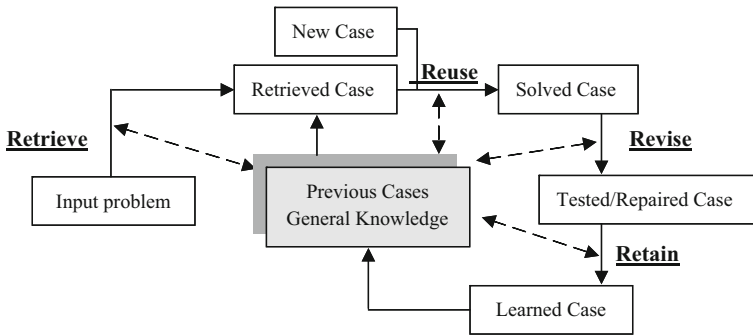 New Case
Reuse
Retrieved Case
Solved Case
Retrieve
Revise
Input problem
Previous Cases
General Knowledge
Tested/Repaired Case
Retain
Learned Case